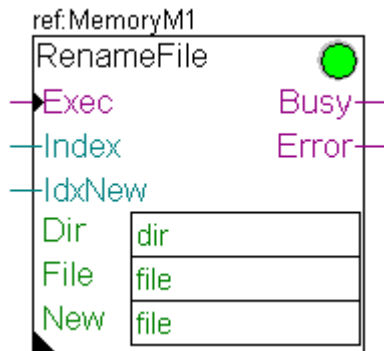 ref:MemoryM1
RenameFile
Exec Busy
Index Error
IdxNew
Dir dir
File file
New file